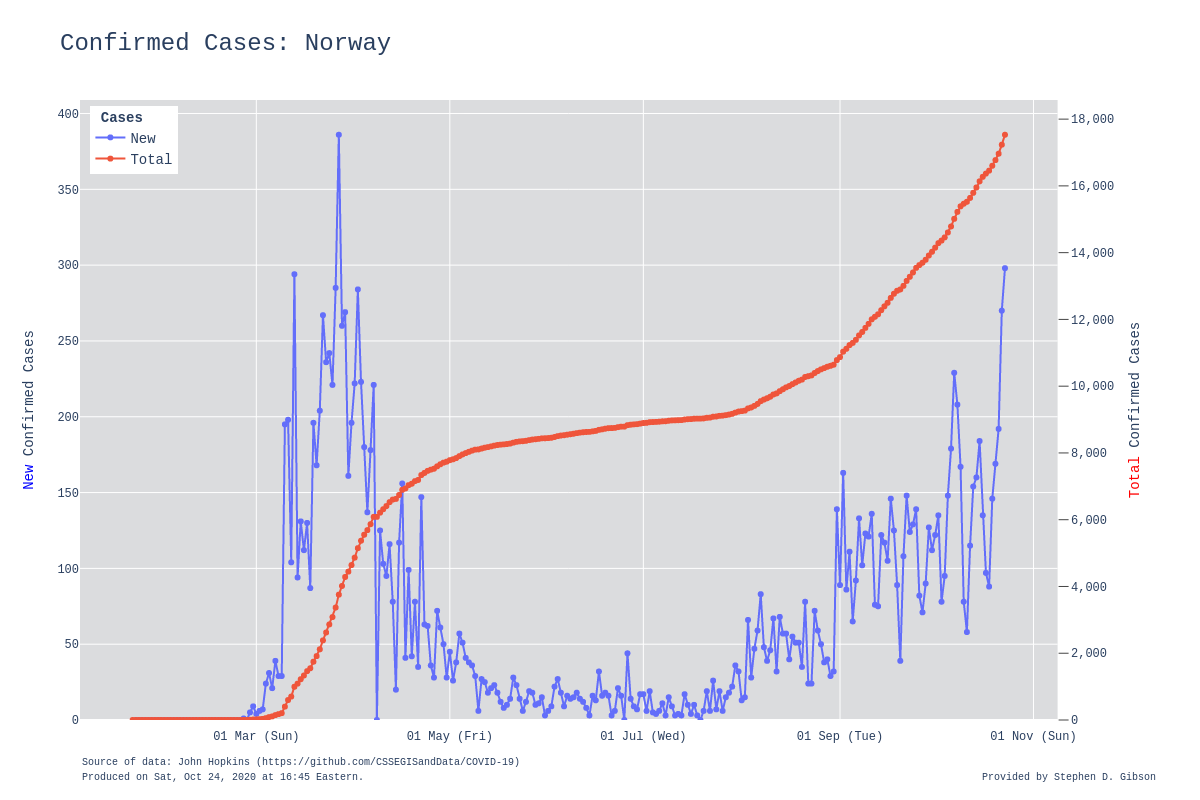 Confirmed Cases: Norway
Cases
New
Total
400
350
300
250
200
150
100
50
0
18,000
16,000
14,000
12,000
10,000
8,000
6,000
4,000
2,000
0
New Confirmed Cases
Total Confirmed Cases
01 Mar (Sun)
01 May (Fri)
01 Jul (Wed)
01 Sep (Tue)
01 Nov (Sun)
Source of data: John Hopkins (https://github.com/CSSEGISandData/COVID-19)
Produced on Sat, Oct 24, 2020 at 16:45 Eastern.
Provided by Stephen D. Gibson